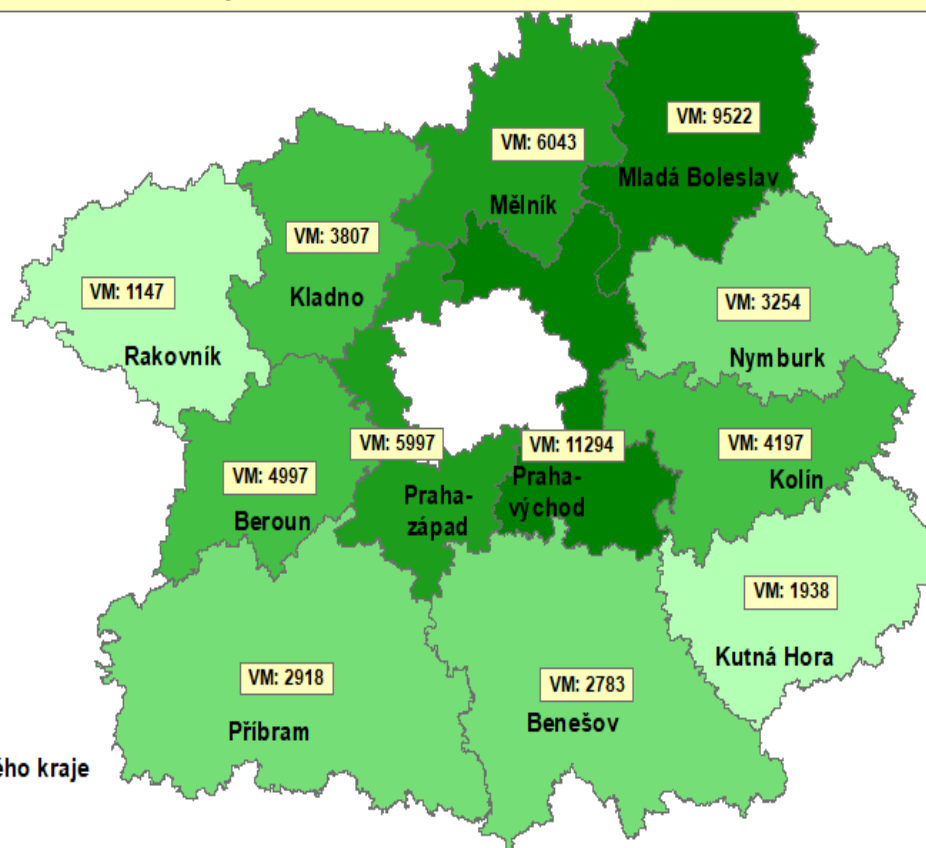 VM: 9522
Mladá Boleslav
VM: 6043
Mělník
VM: 3807
Kladno
VM: 1147
Rakovník
VM: 3254
Nymburk
VM: 5997
Praha-
západ
VM: 11294
Praha-
východ
VM: 4197
Kolín
VM: 4997
Beroun
VM: 1938
Kutná Hora
VM: 2918
Příbram
VM: 2783
Benešov
ého kraje